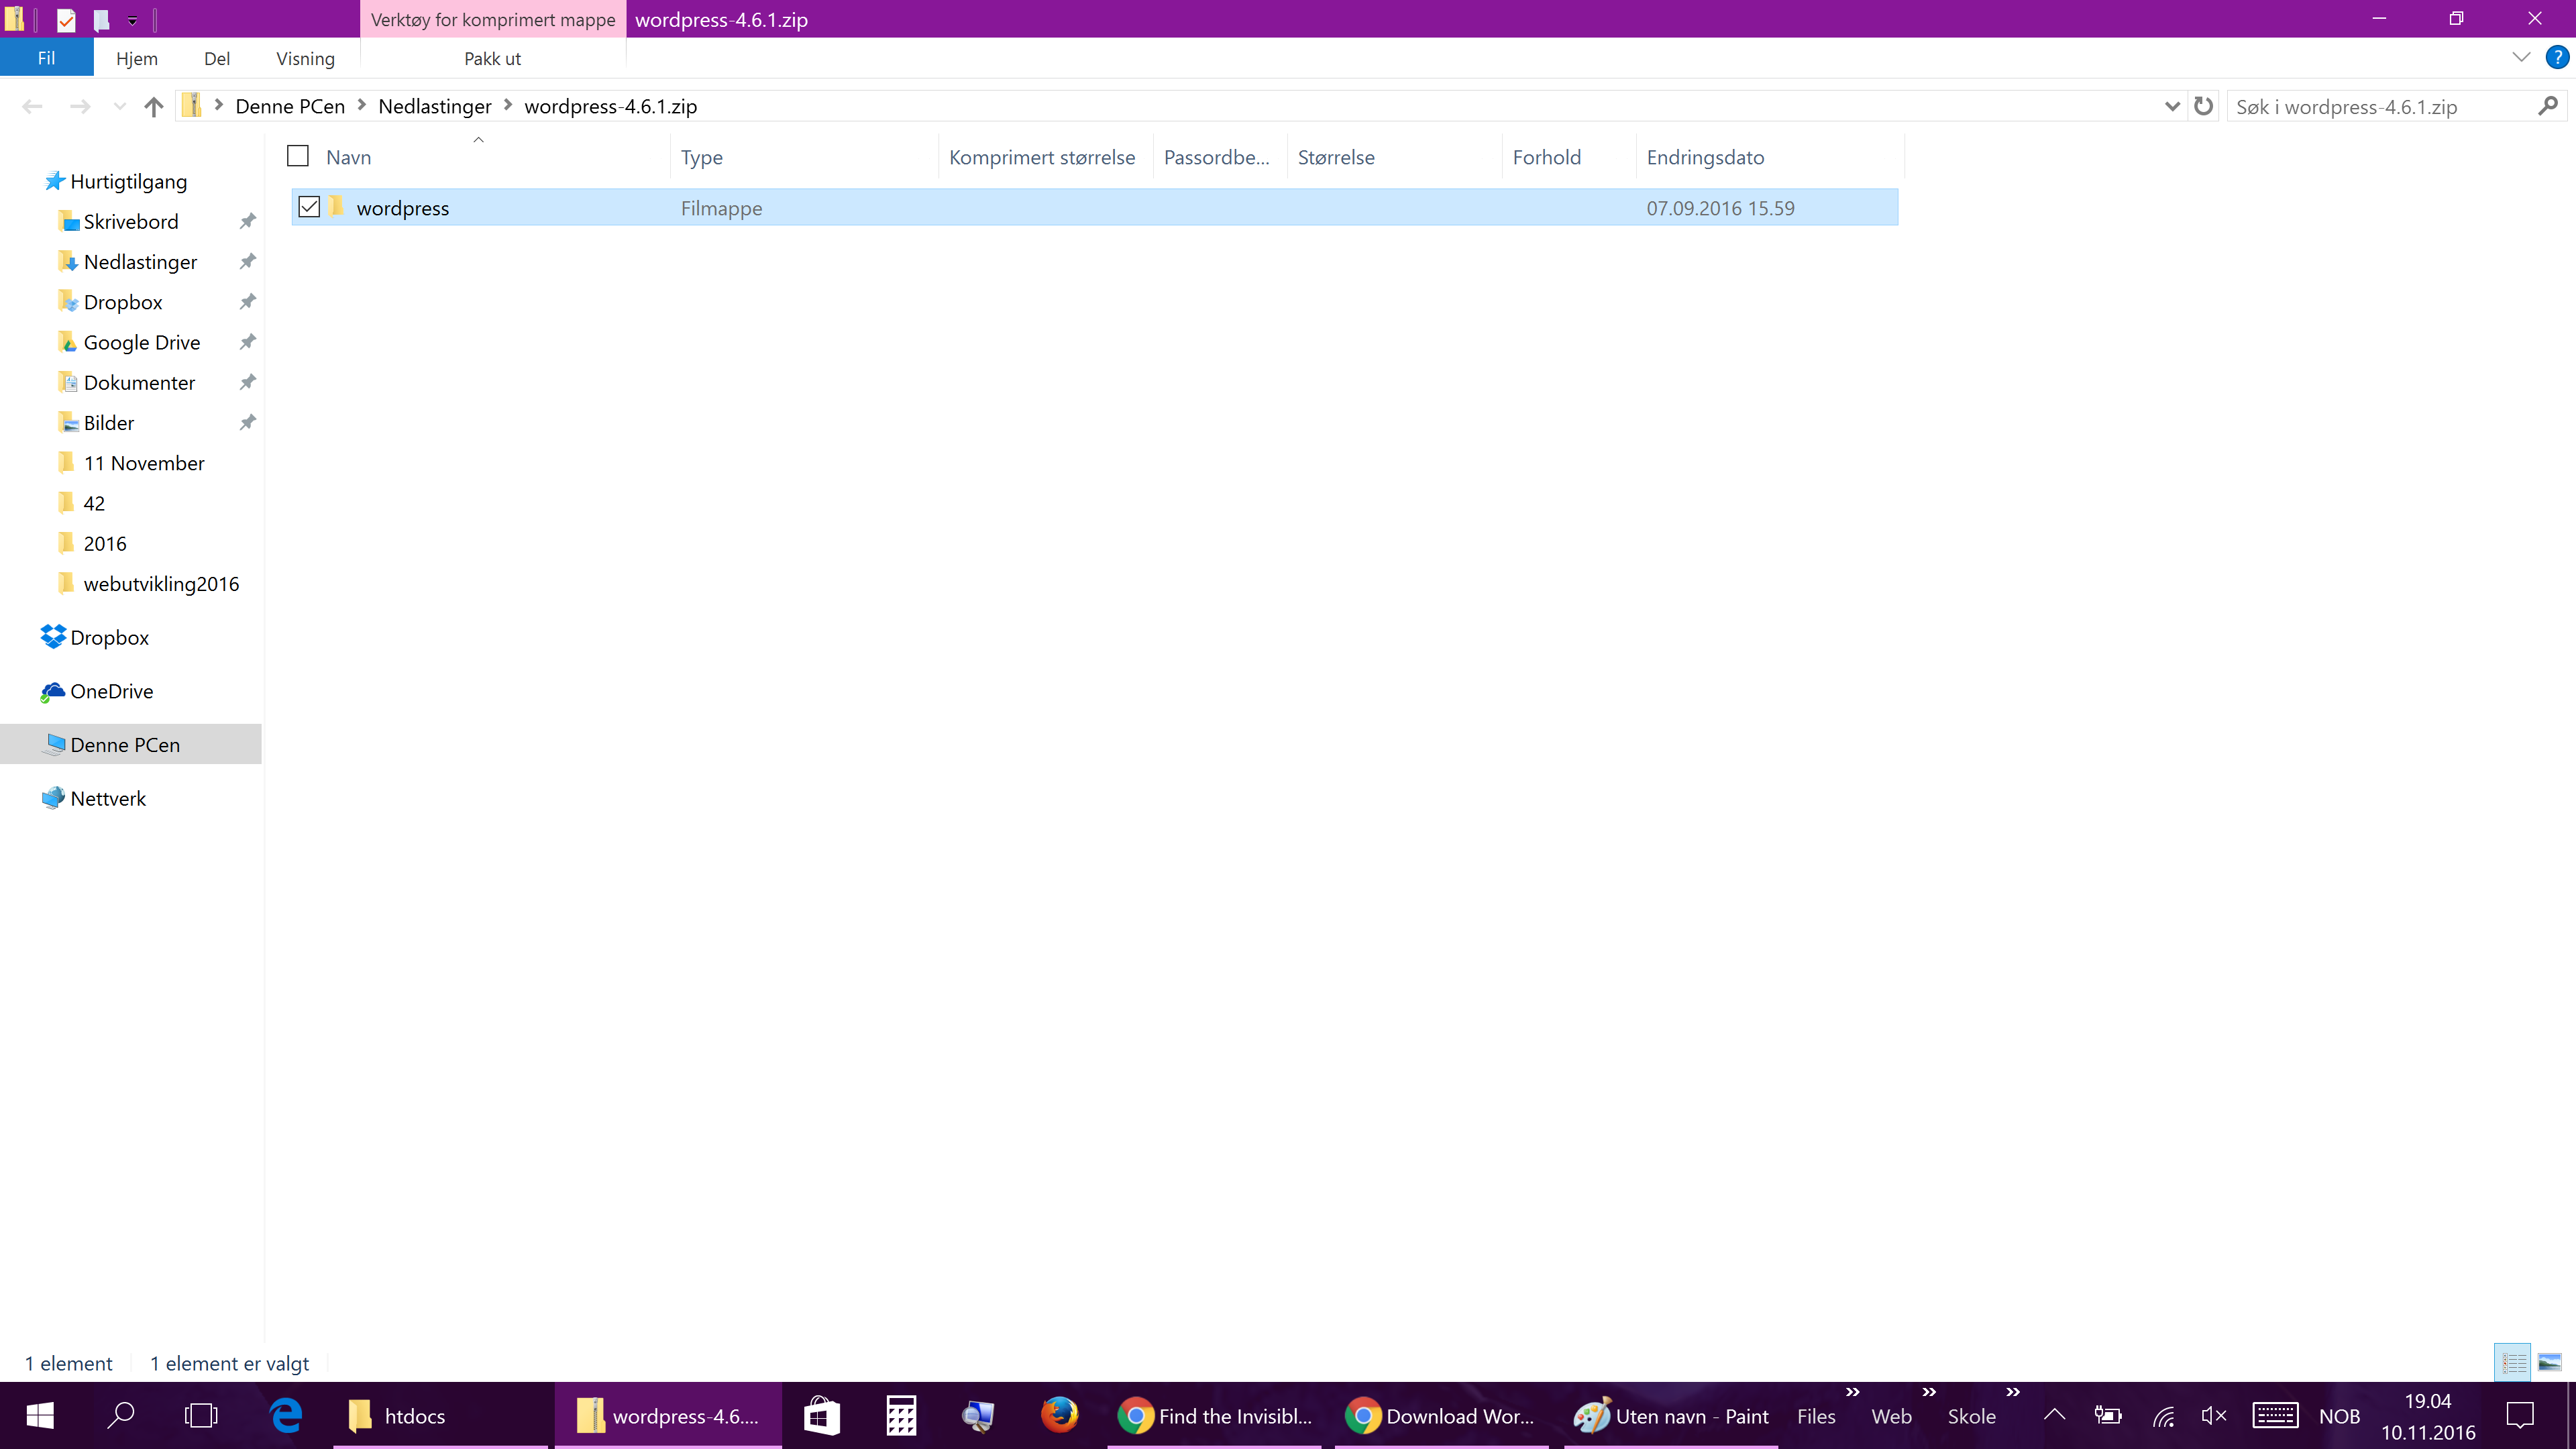 Verktøy for komprimert mappe wordpress-4.6.1.zip
Fil Hjem Del Visning Pakk ut
Denne PCen Nedlastinger wordpress-4.6.1.zip Søk i wordpress-4.6.1.zip
Navn Type Komprimert størrelse Passordbe... Størrelse Forhold Endringsdato
wordpress Filmappe 07.09.2016 15.59
Hurtigtilgang
Skrivebord
Nedlastinger
Dropbox
Google Drive
Dokumenter
Bilder
11 November
42
2016
webutvikling2016
Dropbox
OneDrive
Denne PCen
Nettverk
1 element 1 element er valgt
htdocs wordpress-4.6.... Find the Invisibl... Download Wor... Uten navn - Paint Files Web Skole NOB 19.04
10.11.2016